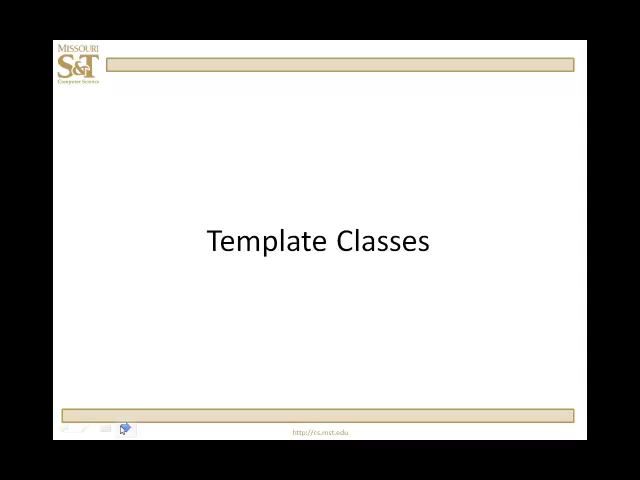 MISSOURI
S&T
Computer Science
Template Classes
http://cs.mst.edu